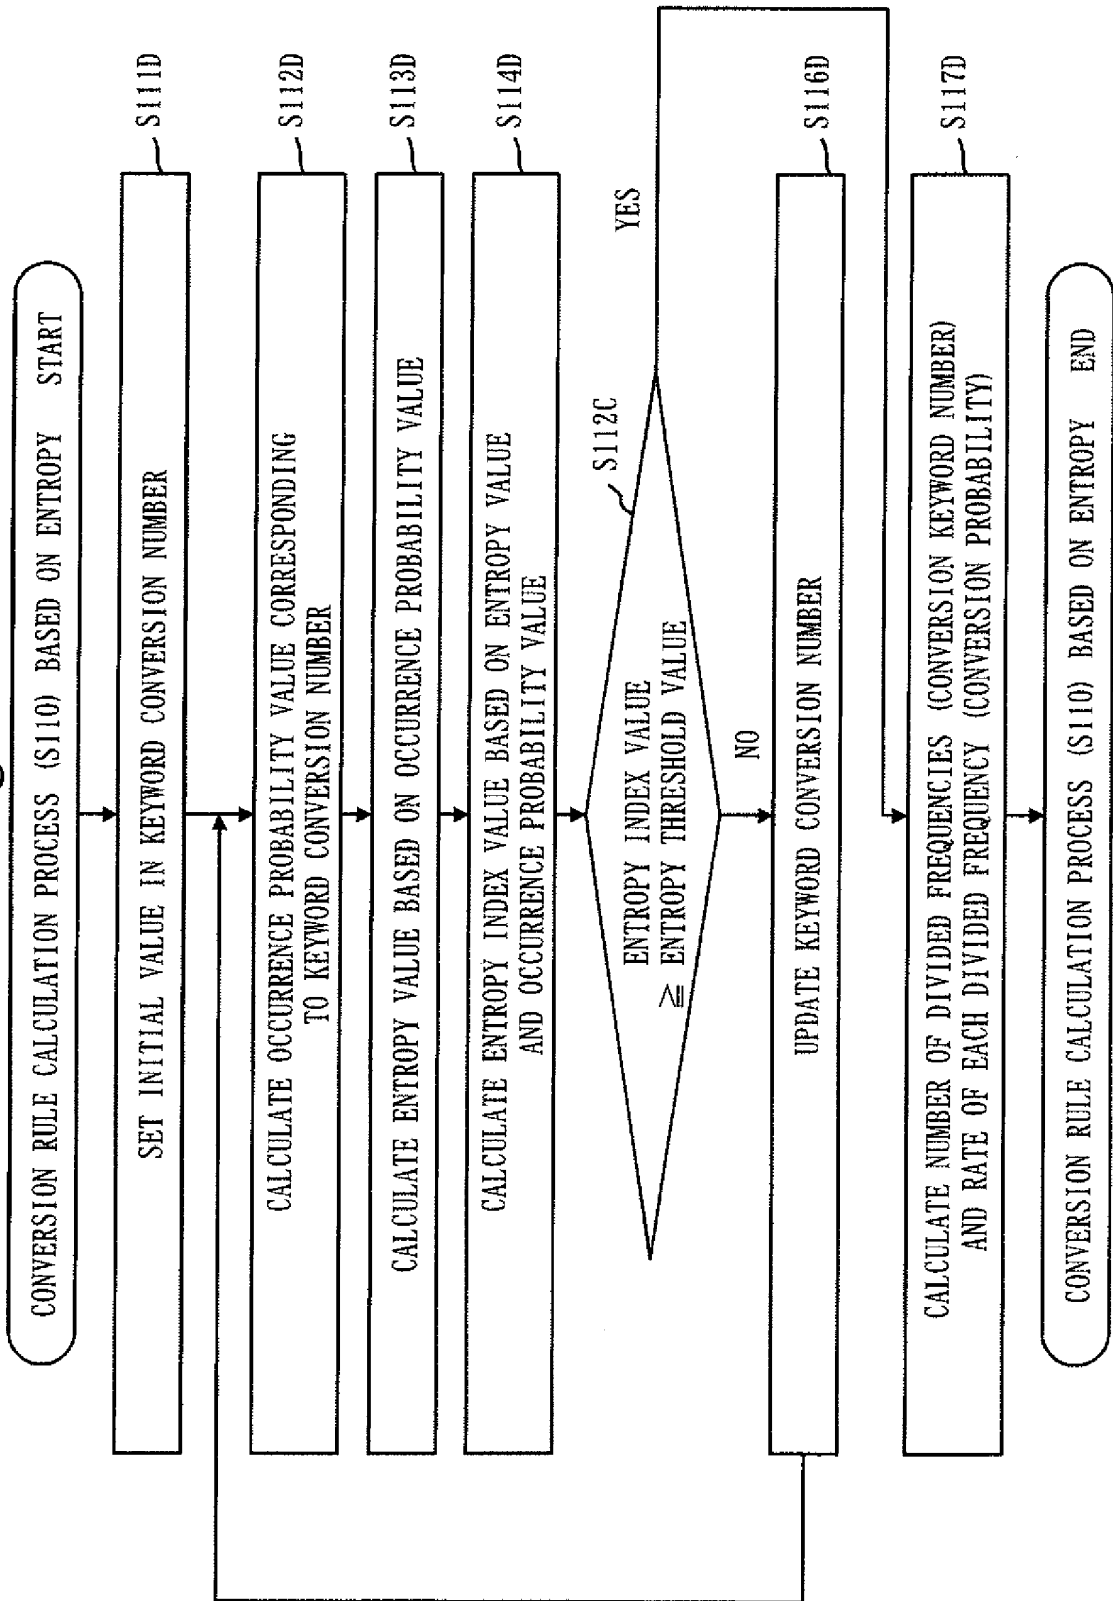 CONVERSION RULE CALCULATION PROCESS (S110) BASED ON ENTROPY START
S111D
SET INITIAL VALUE IN KEYWORD CONVERSION NUMBER
S112D
CALCULATE OCCURRENCE PROBABILITY VALUE CORRESPONDING
TO KEYWORD CONVERSION NUMBER
S113D
CALCULATE ENTROPY VALUE BASED ON OCCURRENCE PROBABILITY VALUE
S114D
CALCULATE ENTROPY INDEX VALUE BASED ON ENTROPY VALUE
AND OCCURRENCE PROBABILITY VALUE
S112C
ENTROPY INDEX VALUE
ENTROPY THRESHOLD VALUE
≧
YES
NO
S116D
UPDATE KEYWORD CONVERSION NUMBER
S117D
CALCULATE NUMBER OF DIVIDED FREQUENCIES (CONVERSION KEYWORD NUMBER)
AND RATE OF EACH DIVIDED FREQUENCY (CONVERSION PROBABILITY)
CONVERSION RULE CALCULATION PROCESS (S110) BASED ON ENTROPY END